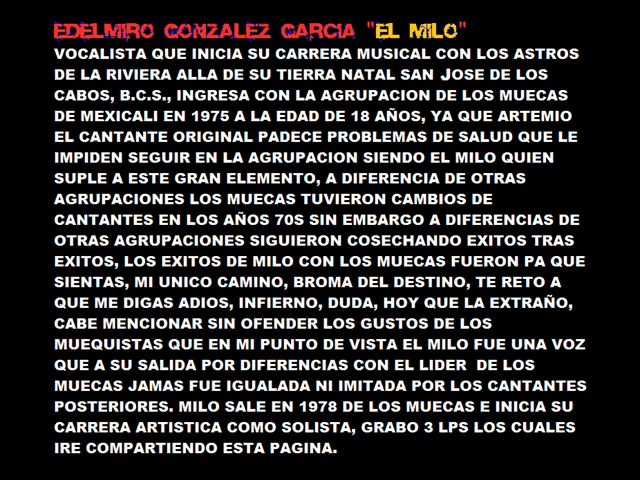 EDELMIRO GONZALEZ GARCIA "EL MILO"
VOCALISTA QUE INICIA SU CARRERA MUSICAL CON LOS ASTROS
DE LA RIVIERA ALLA DE SU TIERRA NATAL SAN JOSE DE LOS
CABOS, B.C.S., INGRESA CON LA AGRUPACION DE LOS MUECAS
DE MEXICALI EN 1975 A LA EDAD DE 18 AÑOS, YA QUE ARTEMIO
EL CANTANTE ORIGINAL PADECE PROBLEMAS DE SALUD QUE LE
IMPIDEN SEGUIR EN LA AGRUPACION SIENDO EL MILO QUIEN
SUPLE A ESTE GRAN ELEMENTO, A DIFERENCIA DE OTRAS
AGRUPACIONES LOS MUECAS TUVIERON CAMBIOS DE
CANTANTES EN LOS AÑOS 70S SIN EMBARGO A DIFERENCIAS DE
OTRAS AGRUPACIONES SIGUIERON COSECHANDO EXITOS TRAS
EXITOS, LOS EXITOS DE MILO CON LOS MUECAS FUERON PA QUE
SIENTAS, MI UNICO CAMINO, BROMA DEL DESTINO, TE RETO A
QUE ME DIGAS ADIOS, INFIERNO, DUDA, HOY QUE LA EXTRAÑO,
CABE MENCIONAR SIN OFENDER LOS GUSTOS DE LOS
MUEQUISTAS QUE EN MI PUNTO DE VISTA EL MILO FUE UNA VOZ
QUE A SU SALIDA POR DIFERENCIAS CON EL LIDER DE LOS
MUECAS JAMAS FUE IGUALADA NI IMITADA POR LOS CANTANTES
POSTERIORES. MILO SALE EN 1978 DE LOS MUECAS E INICIA SU
CARRERA ARTISTICA COMO SOLISTA, GRABO 3 LPS LOS CUALES
IRE COMPARTIENDO ESTA PAGINA.